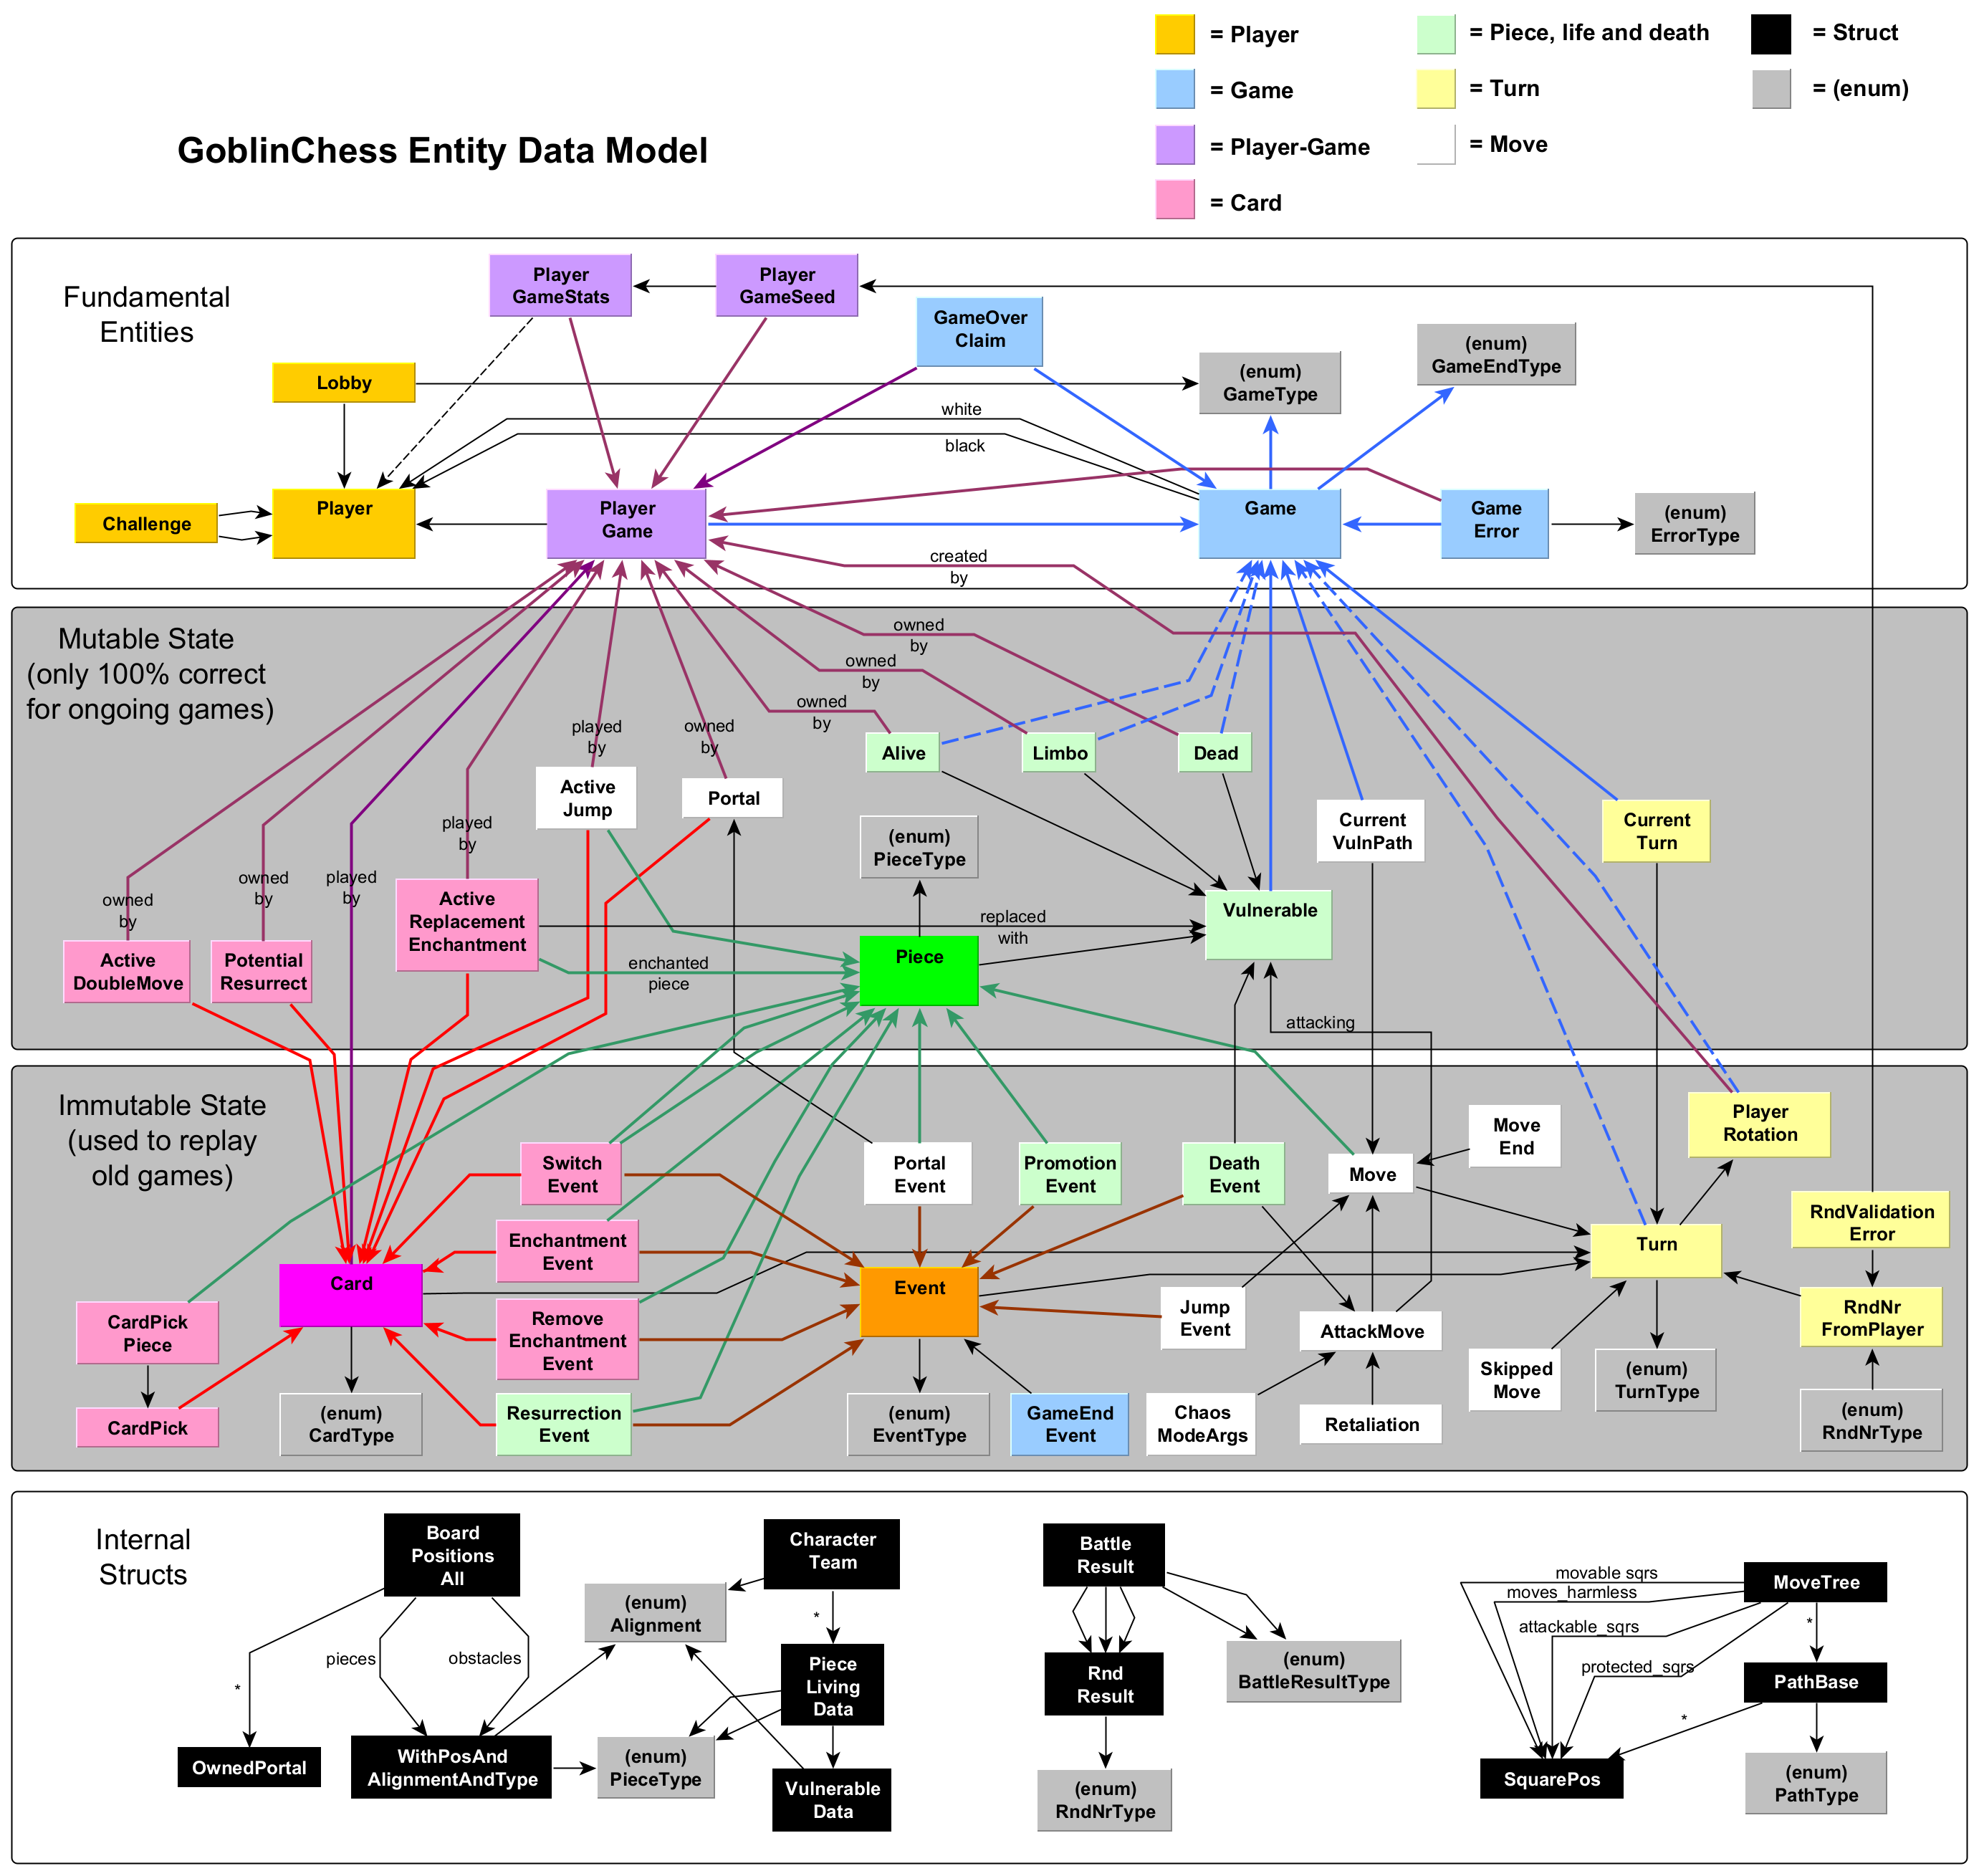 = Player
= Piece, life and death
= Struct
= Game
= Turn
= (enum)
GoblinChess Entity Data Model
= Player-Game
= Move
= Card
Fundamental
Entities
Player
GameStats
Player
GameSeed
GameOver
Claim
(enum)
GameType
(enum)
GameEndType
Lobby
white
black
Challenge
Player
Player
Game
Game
Game
Error
(enum)
ErrorType
created
by
Mutable State
(only 100% correct
for ongoing games)
owned
by
owned
by
owned
by
played
by
owned
by
Alive
Limbo
Dead
Active
Jump
Portal
(enum)
PieceType
Current
VulnPath
Current
Turn
played
by
owned
by
owned
by
played
by
Active
Replacement
Enchantment
replaced
with
Vulnerable
Active
DoubleMove
Potential
Resurrect
enchanted
piece
Piece
attacking
Immutable State
(used to replay
old games)
Switch
Event
Portal
Event
Promotion
Event
Death
Event
Move
Move
End
Player
Rotation
Enchantment
Event
Turn
RndValidation
Error
Card
Event
CardPick
Piece
Remove
Enchantment
Event
Jump
Event
AttackMove
RndNr
FromPlayer
Skipped
Move
(enum)
TurnType
CardPick
(enum)
CardType
Resurrection
Event
(enum)
EventType
GameEnd
Event
Chaos
ModeArgs
Retaliation
(enum)
RndNrType
Internal
Structs
Board
Positions
All
Character
Team
Battle
Result
movable sqrs
moves_harmless
MoveTree
(enum)
Alignment
*
*
attackable_sqrs
pieces
obstacles
Piece
Living
Data
Rnd
Result
(enum)
BattleResultType
protected_sqrs
PathBase
*
*
OwnedPortal
WithPosAnd
AlignmentAndType
(enum)
PieceType
Vulnerable
Data
(enum)
RndNrType
SquarePos
(enum)
PathType